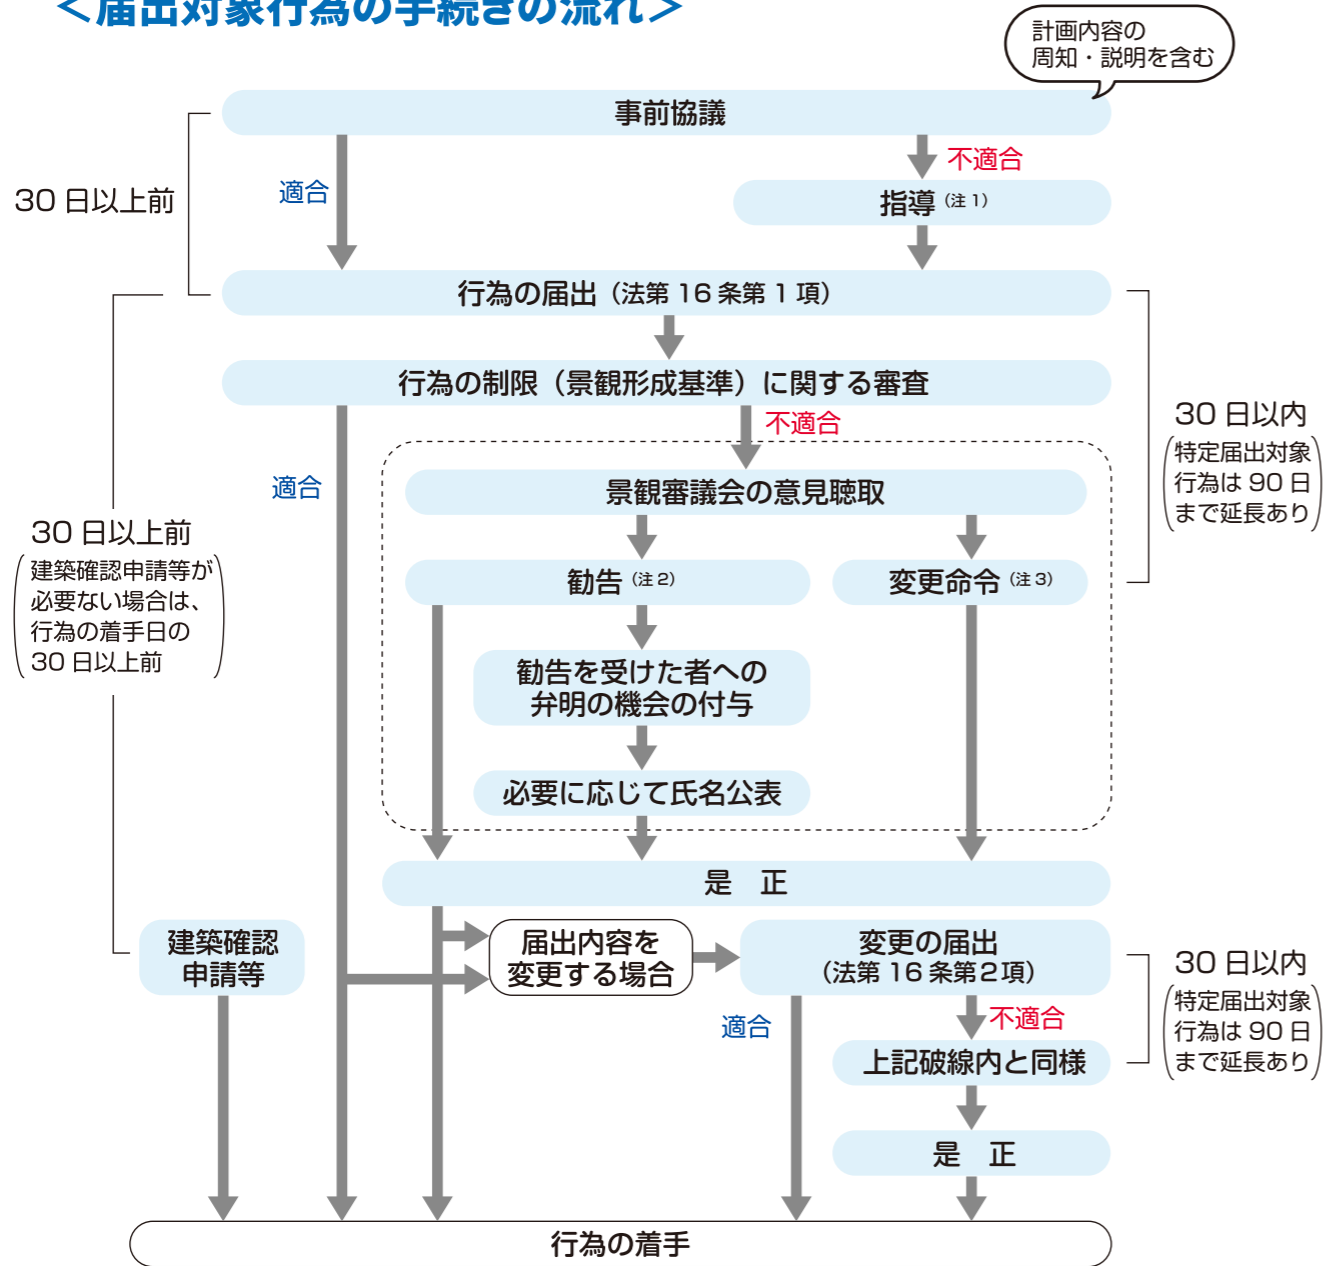 <届出対象行為の手続きの流れ>
計画内容の
周知・説明を含む
事前協議
30日以上前
適合
不適合
指導(注1)
行為の届出(法第16条第1項)
行為の制限(景観形成基準)に関する審査
不適合
適合
30日以内
(特定届出対象
行為は90日
まで延長あり)
景観審議会の意見聴取
30日以上前
(建築確認申請等が
必要ない場合は、
行為の着手日の
30日以上前)
勧告(注2)
変更命令(注3)
勧告を受けた者への
弁明の機会の付与
必要に応じて氏名公表
是 正
建築確認
申請等
届出内容を
変更する場合
変更の届出
(法第16条第2項)
30日以内
(特定届出対象
行為は90日
まで延長あり)
適合
不適合
上記破線内と同様
是 正
行為の着手